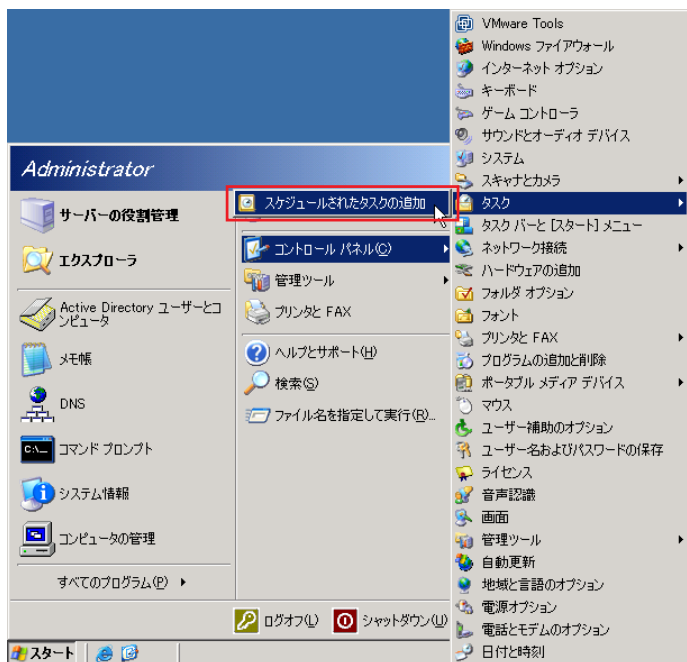 Administrator
サーバーの役割管理
エクスプローラ
Active Directory ユーザーとコ
ンピュータ
メモ帳
DNS
C:\_
コマンド プロンプト
システム情報
コンピュータの管理
すべてのプログラム(P)
スケジュールされたタスクの追加
コントロール パネル(C)
管理ツール
プリンタと FAX
ヘルプとサポート(H)
検索(S)
ファイル名を指定して実行(R)...
VMware Tools
Windows ファイアウォール
インターネット オプション
キーボード
ゲーム コントローラ
サウンドとオーディオ デバイス
システム
スキャナとカメラ
タスク
タスク バーと [スタート] メニュー
ネットワーク接続
ハードウェアの追加
フォルダ オプション
フォント
プリンタと FAX
プログラムの追加と削除
ポータブル メディア デバイス
マウス
ユーザー補助のオプション
ユーザー名およびパスワードの保存
ライセンス
音声認識
画面
管理ツール
自動更新
地域と言語のオプション
電源オプション
電話とモデムのオプション
日付と時刻
ログオフ(L)
シャットダウン(U)
スタート